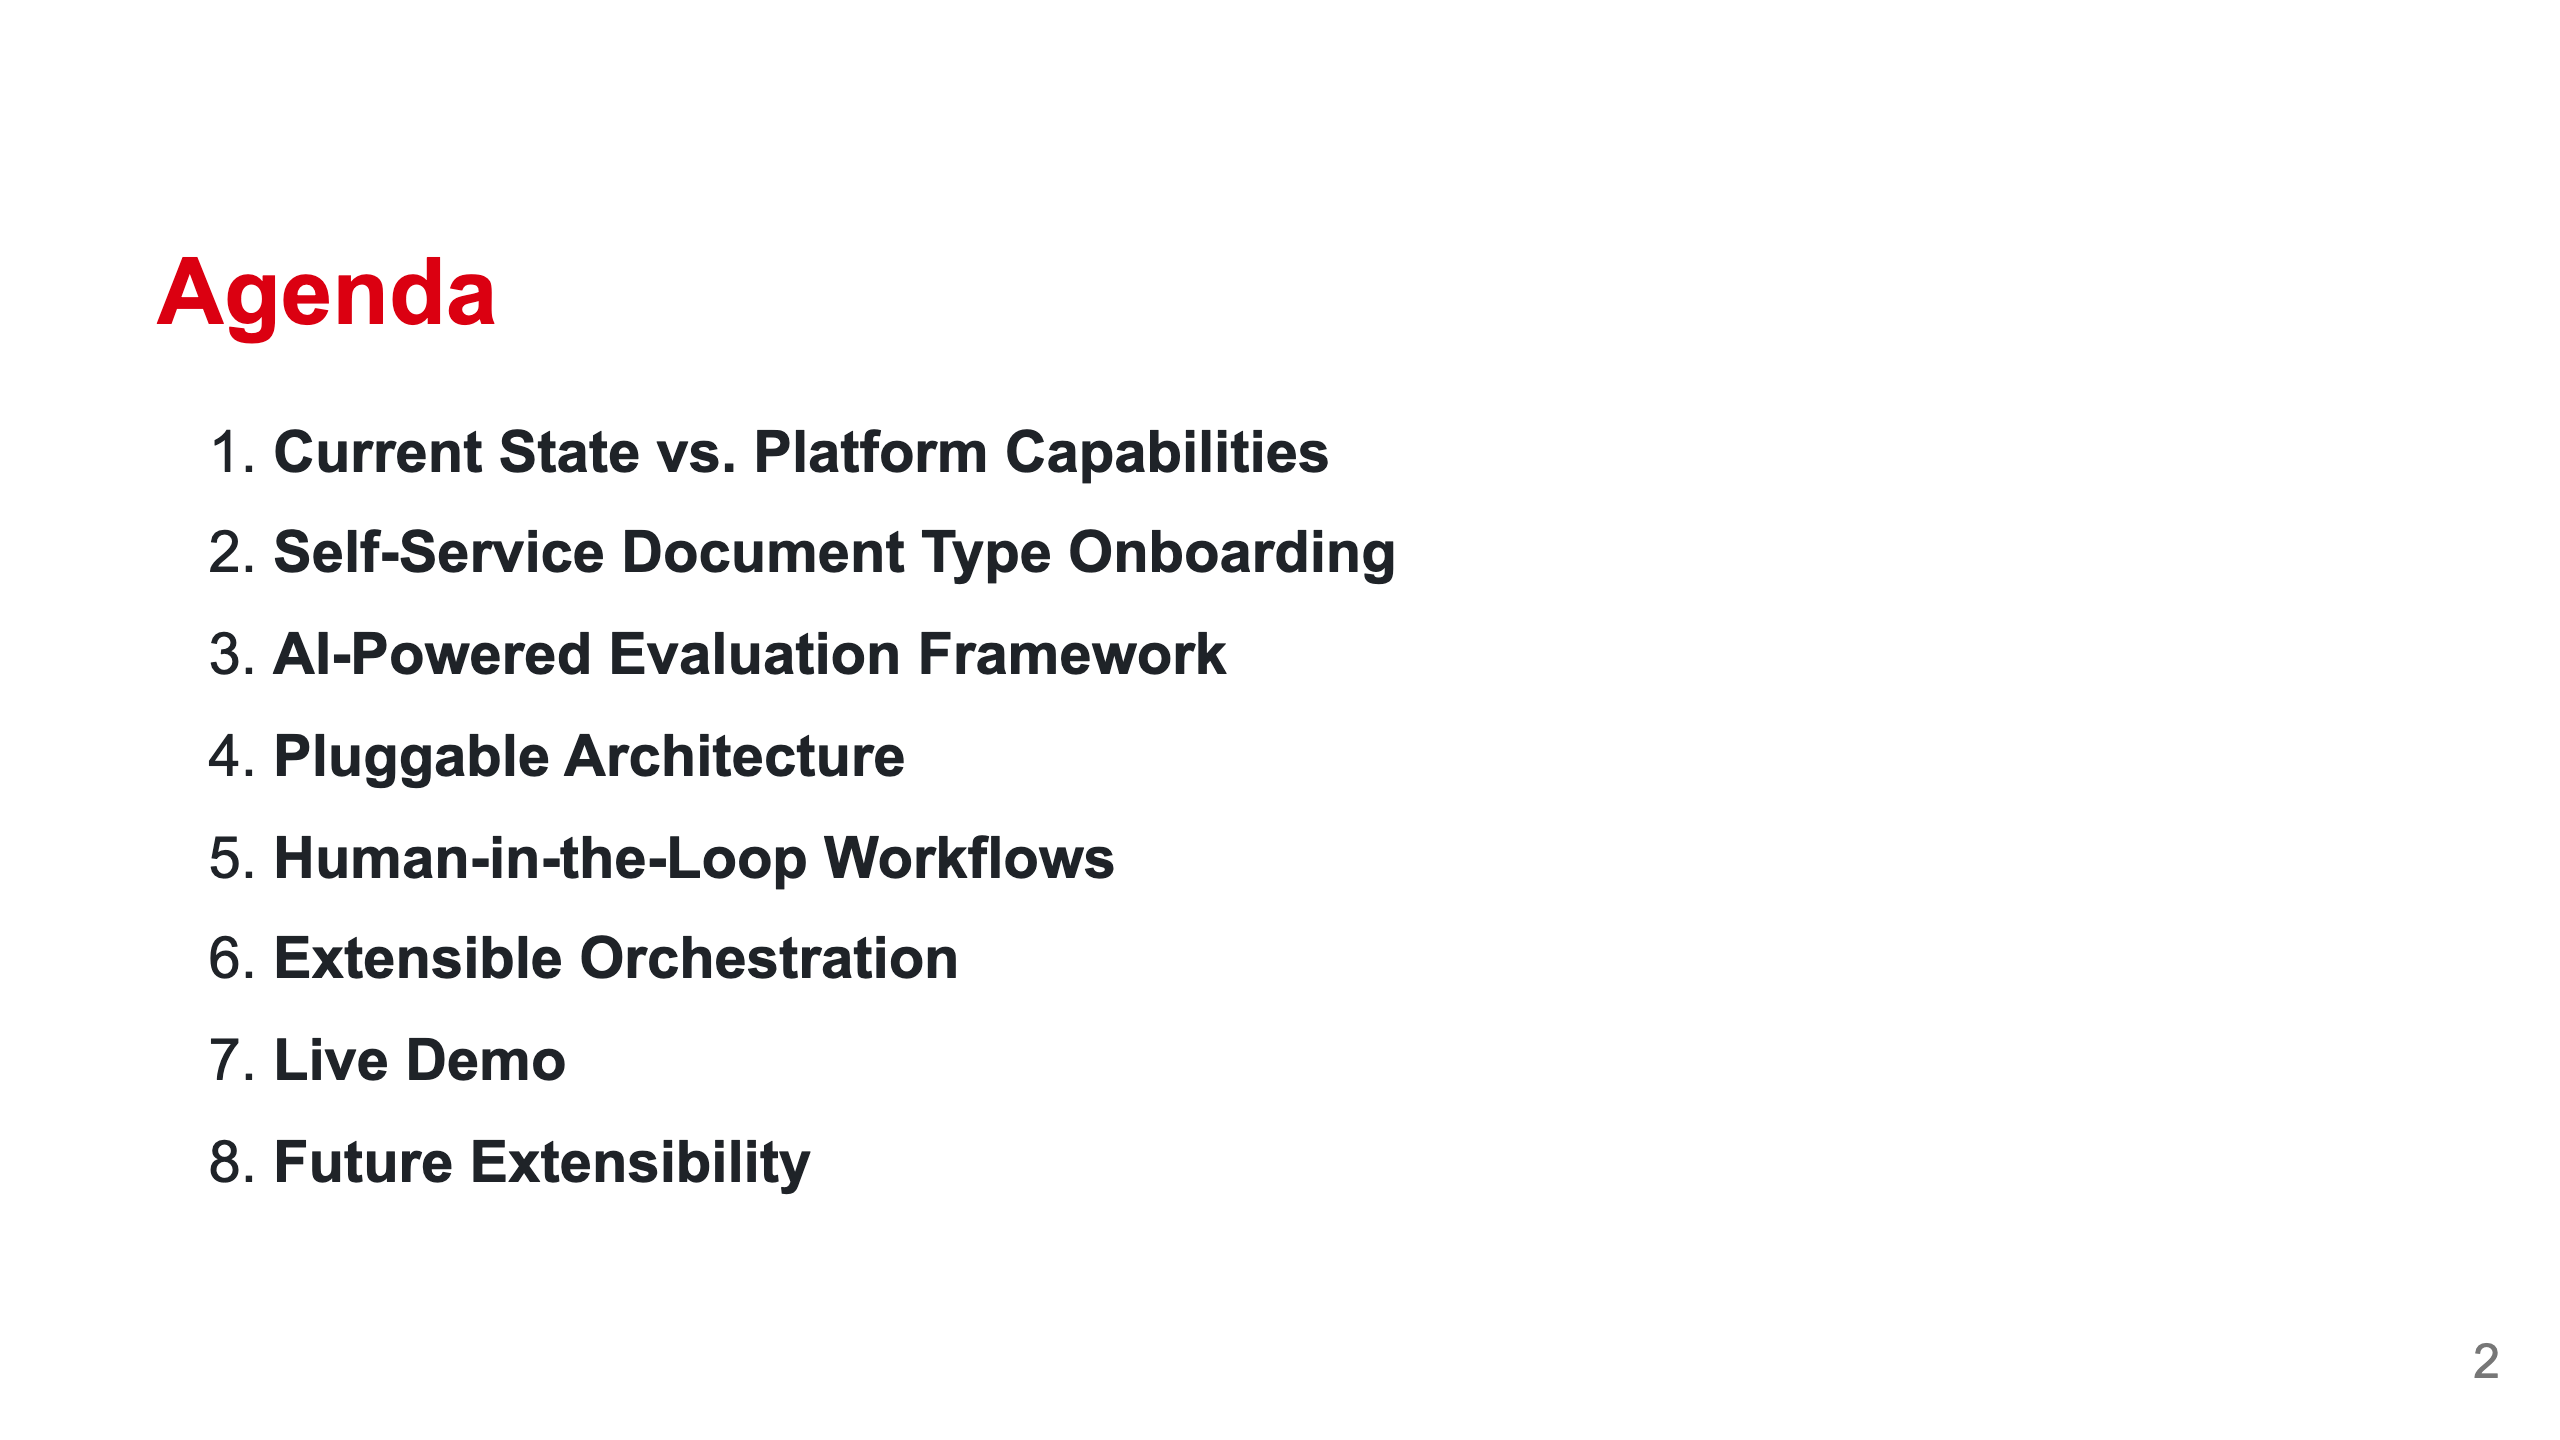 Agenda
1. Current State vs. Platform Capabilities
2. Self-Service Document Type Onboarding
3. AI-Powered Evaluation Framework
4. Pluggable Architecture
5. Human-in-the-Loop Workflows
6. Extensible Orchestration
7. Live Demo
8. Future Extensibility
2